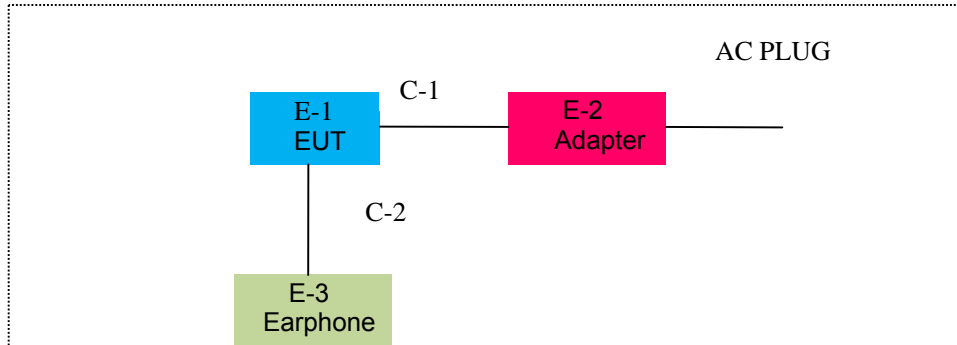 AC PLUG
C-1
E-1
EUT
E-2
Adapter
C-2
E-3
Earphone